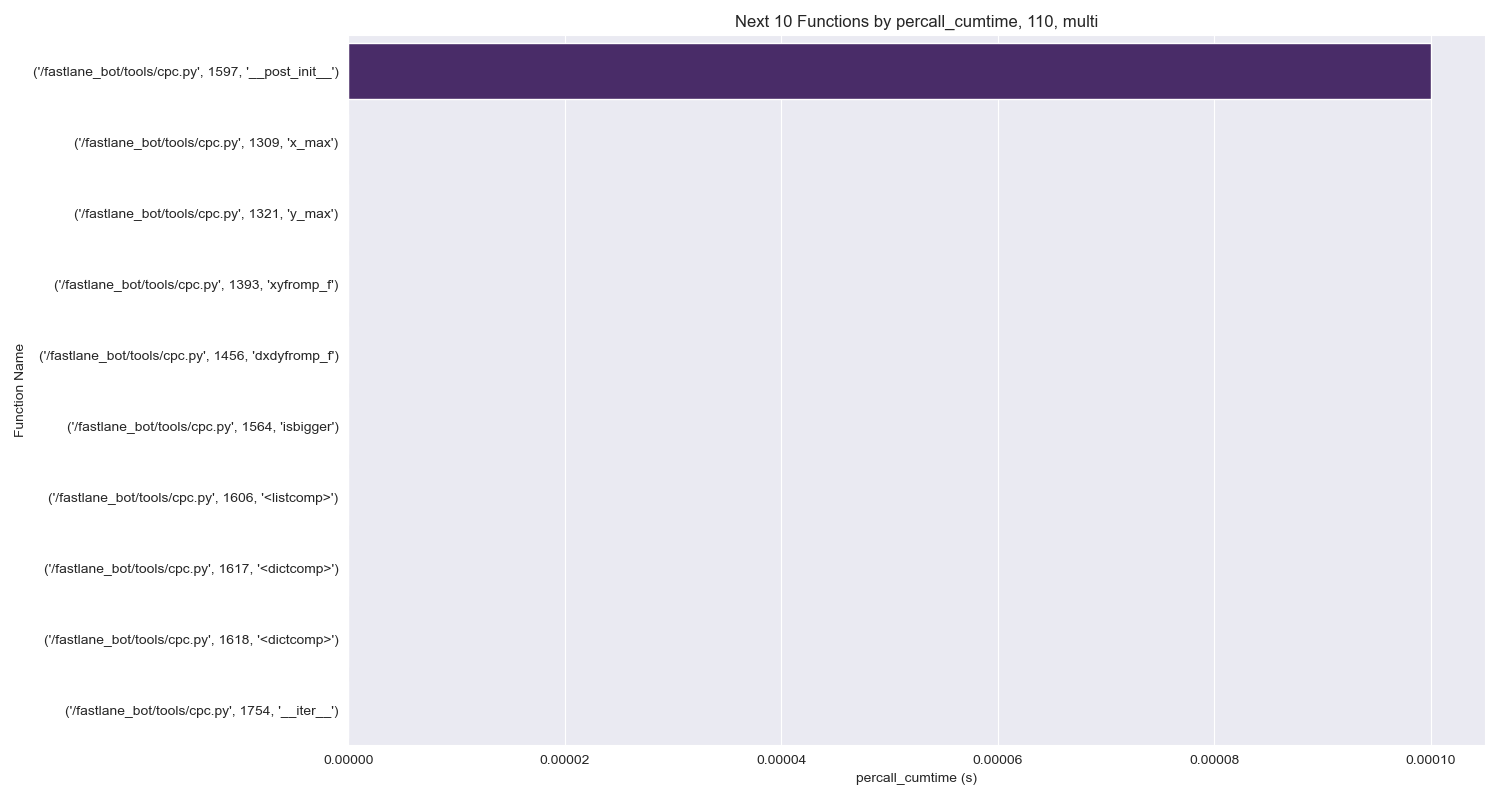 Next 10 Functions by percall_cumtime, 110, multi
('/fastlane_bot/tools/cpc.py', 1597, '__post_init__')
('/fastlane_bot/tools/cpc.py', 1309, 'x_max')
('/fastlane_bot/tools/cpc.py', 1321, 'y_max')
('/fastlane_bot/tools/cpc.py', 1393, 'xyfromp_f')
('/fastlane_bot/tools/cpc.py', 1456, 'dxdyfromp_f')
('/fastlane_bot/tools/cpc.py', 1564, 'isbigger')
('/fastlane_bot/tools/cpc.py', 1606, '<listcomp>')
('/fastlane_bot/tools/cpc.py', 1617, '<dictcomp>')
('/fastlane_bot/tools/cpc.py', 1618, '<dictcomp>')
('/fastlane_bot/tools/cpc.py', 1754, '__iter__')
Function Name
0.00000 0.00002 0.00004 0.00006 0.00008 0.00010
percall_cumtime (s)